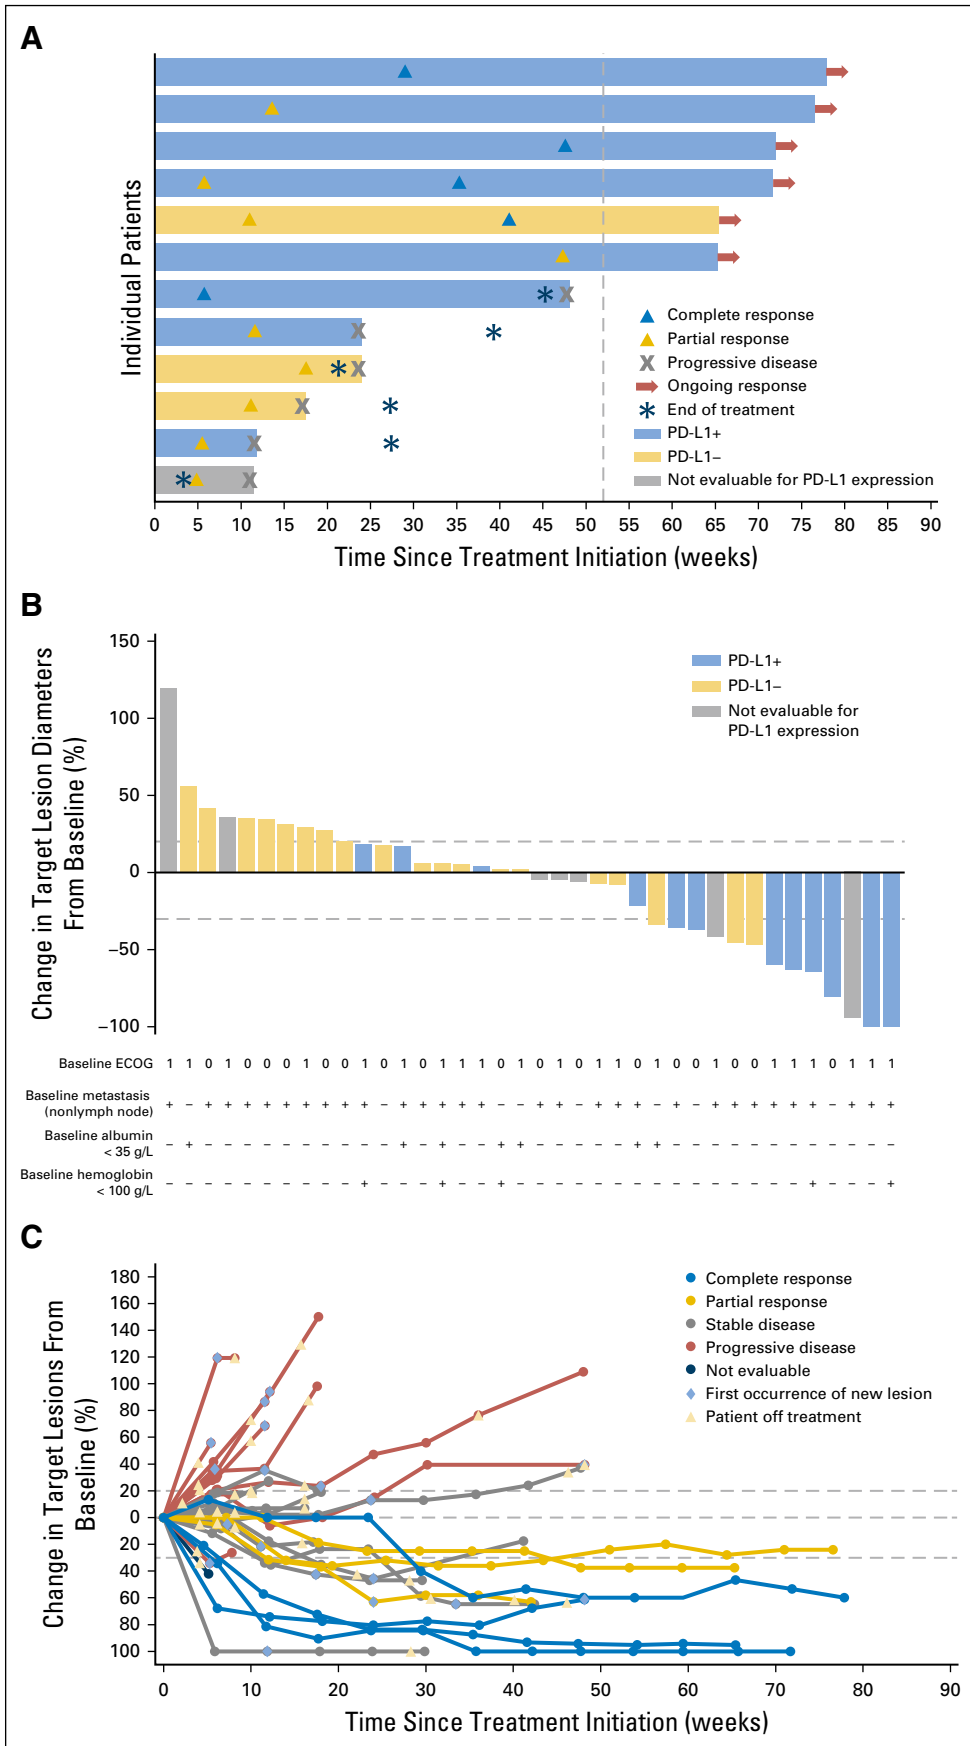 A
Individual Patients
Complete response
Partial response
Progressive disease
Ongoing response
End of treatment
PD-L1+
PD-L1−
Not evaluable for PD-L1 expression
0 5 10 15 20 25 30 35 40 45 50 55 60 65 70 75 80 85 90
Time Since Treatment Initiation (weeks)
B
Change in Target Lesion Diameters
From Baseline (%)
150
100
50
0
−50
−100
PD-L1+
PD-L1−
Not evaluable for
PD-L1 expression
Baseline ECOG 1 1 0 1 0 0 0 1 0 0 1 0 1 0 1 1 1 0 1 0 1 0 1 1 0 1 0 0 1 0 0 1 1 1 0 1 1 1
Baseline metastasis
(nonlymph node) + − + + + + + + + + + − + + + + + − − + + − + + + − + − + + + + + + − + + +
Baseline albumin
< 35 g/L − + − − − − − − − − − − + − + − − + + − − − − − + + − − − − − − − − − − − −
Baseline hemoglobin
< 100 g/L − − − − − − − − − − + − − − + − − + − − − − − − − − − − − − − − − + − − − +
C
Change in Target Lesions From
Baseline (%)
180
160
140
120
100
80
60
40
20
0
20
40
60
80
100
Complete response
Partial response
Stable disease
Progressive disease
Not evaluable
First occurrence of new lesion
Patient off treatment
0 10 20 30 40 50 60 70 80 90
Time Since Treatment Initiation (weeks)